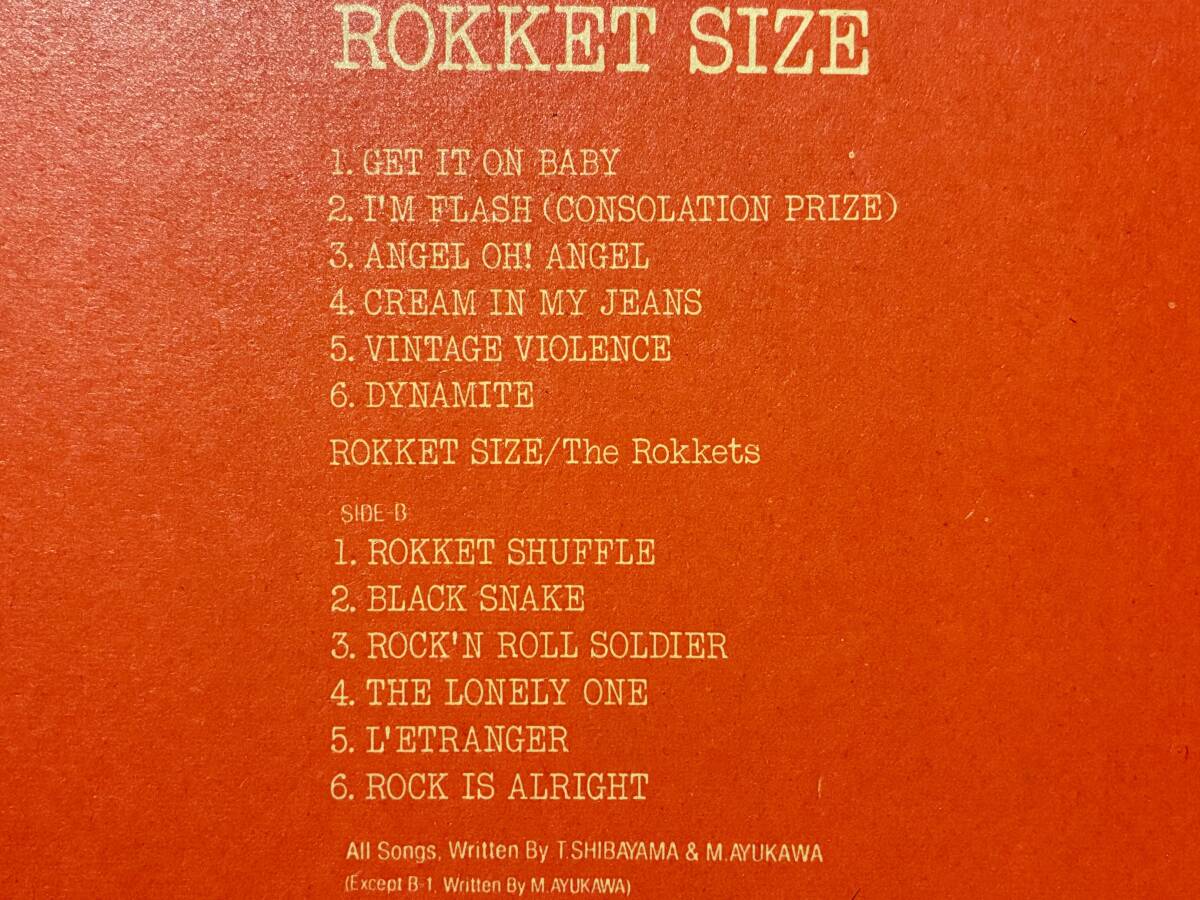 ROKKET SIZE
1. GET IT ON BABY
2. I'M FLASH (CONSOLATION PRIZE)
3. ANGEL OH! ANGEL
4. CREAM IN MY JEANS
5. VINTAGE VIOLENCE
6. DYNAMITE
ROKKET SIZE/The Rokkets
SIDE-B
1. ROKKET SHUFFLE
2. BLACK SNAKE
3. ROCK'N ROLL SOLDIER
4. THE LONELY ONE
5. L'ETRANGER
6. ROCK IS ALRIGHT
All Songs, Written By T.SHIBAYAMA & M.AYUKAWA
(Except B-1, Written By M.AYUKAWA)